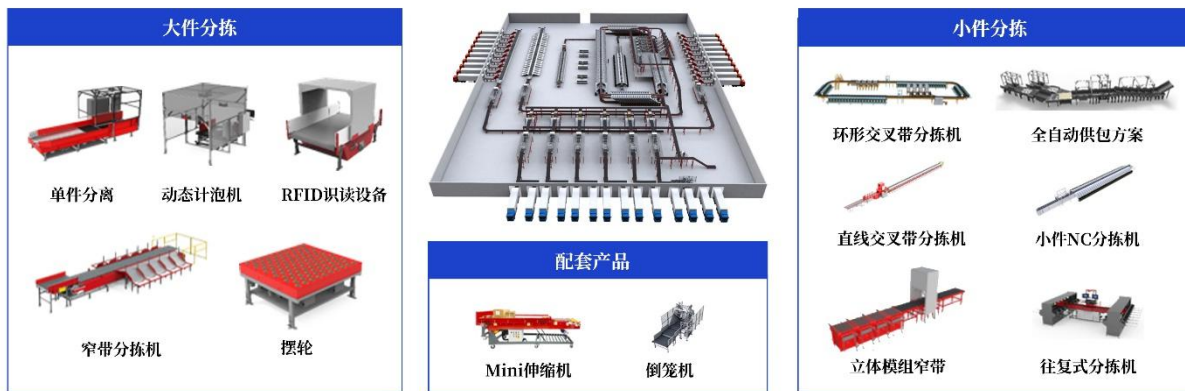 大件分拣
单件分离
动态计泡机
RFID识读设备
窄带分拣机
摆轮
配套产品
Mini伸缩机
倒笼机
小件分拣
环形交叉带分拣机
全自动供包方案
直线交叉带分拣机
小件NC分拣机
立体模组窄带
往复式分拣机